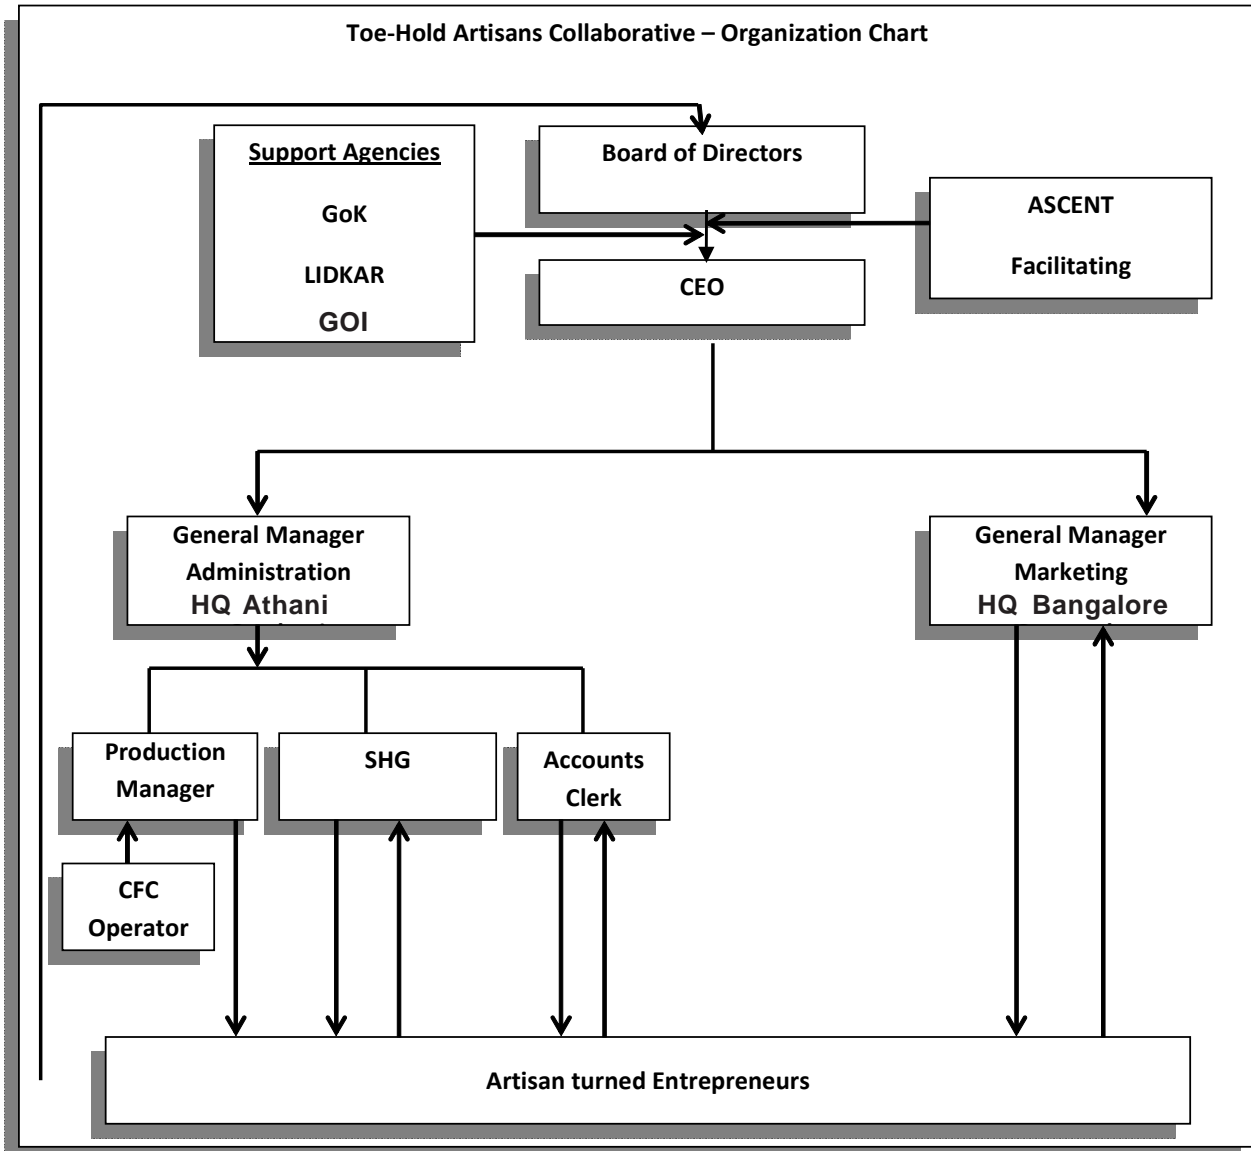 Toe-Hold Artisans Collaborative – Organization Chart
Support Agencies
GoK
LIDKAR
GOI
Board of Directors
ASCENT
Facilitating
CEO
General Manager
Administration
HQ Athani
General Manager
Marketing
HQ Bangalore
Production
Manager
SHG
Accounts
Clerk
CFC
Operator
Artisan turned Entrepreneurs